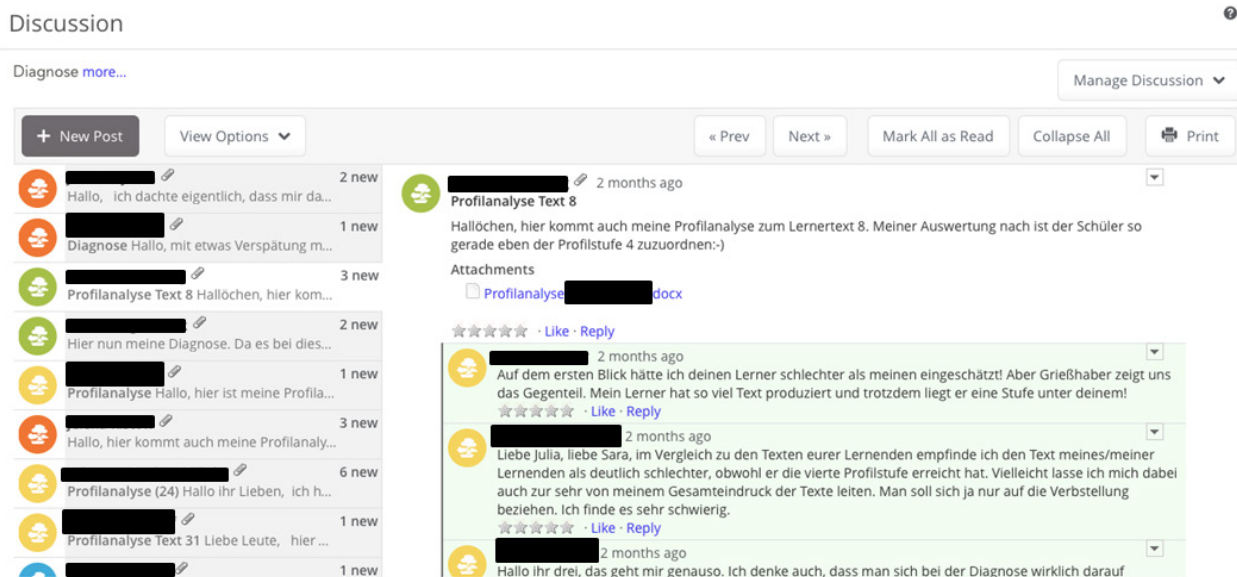 Discussion
Diagnose more...
Manage Discussion
+ New Post
View Options
« Prev
Next »
Mark All as Read
Collapse All
Print
2 new
Hallo, ich dachte eigentlich, dass mir da...
1 new
Diagnose Hallo, mit etwas Verspätung m...
3 new
Profilanalyse Text 8 Hallöchen, hier kom...
2 new
Hier nun meine Diagnose. Da es bei dies...
1 new
Profilanalyse Hallo, hier ist meine Profila...
3 new
Hallo, hier kommt auch meine Profilanaly...
6 new
Profilanalyse (24) Hallo ihr Lieben, ich h...
1 new
Profilanalyse Text 31 Liebe Leute, hier ...
1 new
2 months ago
Profilanalyse Text 8
Hallöchen, hier kommt auch meine Profilanalyse zum Lernertext 8. Meiner Auswertung nach ist der Schüler so
gerade eben der Profilstufe 4 zuzuordnen:-)
Attachments
Profilanalyse docx
· Like · Reply
2 months ago
Auf dem ersten Blick hätte ich deinen Lerner schlechter als meinen eingeschätzt! Aber Grießhaber zeigt uns
das Gegenteil. Mein Lerner hat so viel Text produziert und trotzdem liegt er eine Stufe unter deinem!
· Like · Reply
2 months ago
Liebe Julia, liebe Sara, im Vergleich zu den Texten eurer Lernenden empfinde ich den Text meines/meiner
Lernenden als deutlich schlechter, obwohl er die vierte Profilstufe erreicht hat. Vielleicht lasse ich mich dabei
auch zur sehr von meinem Gesamteindruck der Texte leiten. Man soll sich ja nur auf die Verbstellung
beziehen. Ich finde es sehr schwierig.
· Like · Reply
2 months ago
Hallo ihr drei, das geht mir genauso. Ich denke auch, dass man sich bei der Diagnose wirklich darauf